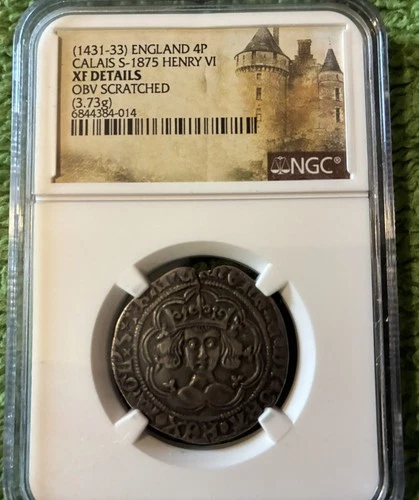 (1431-33) ENGLAND 4P
CALAIS S-1875 HENRY VI
XF DETAILS
OBV SCRATCHED
(3.73g)
6844384-014
NGC®